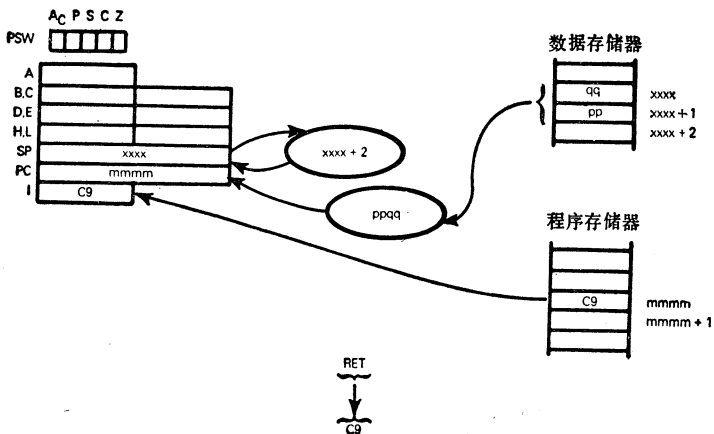 A_C P S C Z
PSW
A
B.C
D.E
H.L
SP xxxx
PC mmmm
I C9
xxxx + 2
ppqq
数据存储器
qq xxxx
pp xxxx + 1
xxxx + 2
程序存储器
C9 mmmm
mmmm + 1
RET
C9